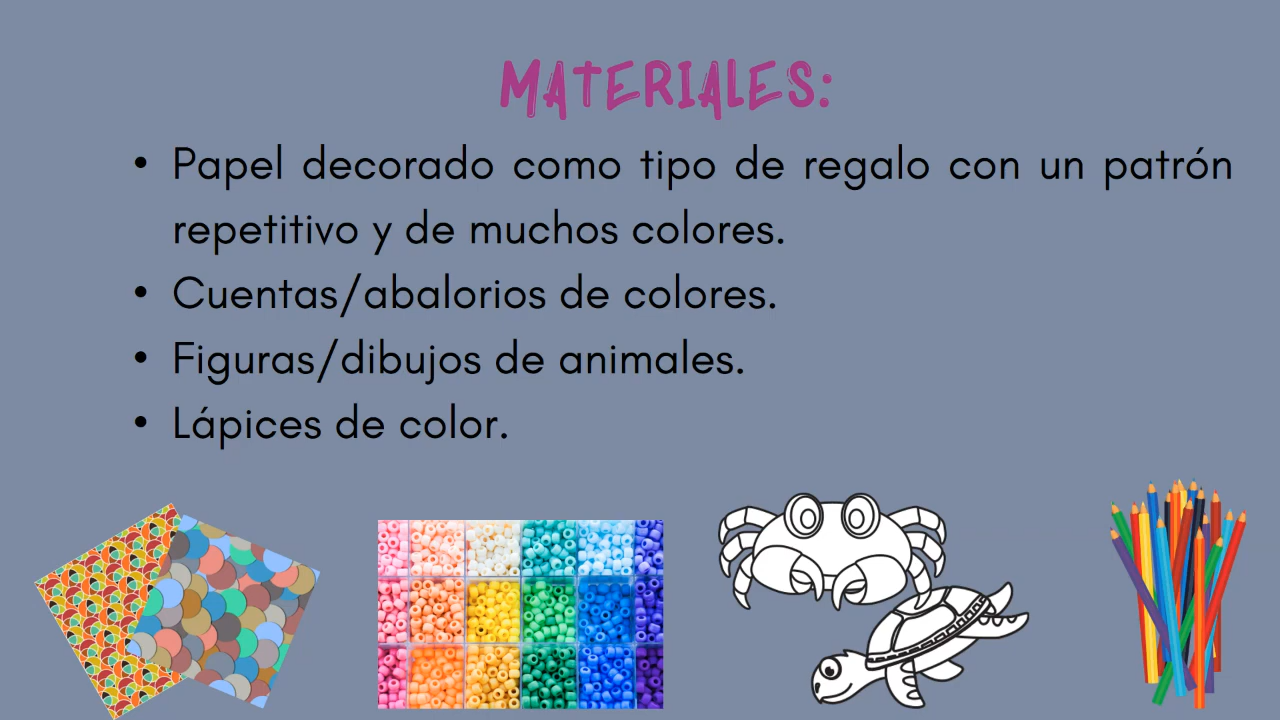 MATERIALES:
• Papel decorado como tipo de regalo con un patrón
repetitivo y de muchos colores.
• Cuentas/abalorios de colores.
• Figuras/dibujos de animales.
• Lápices de color.